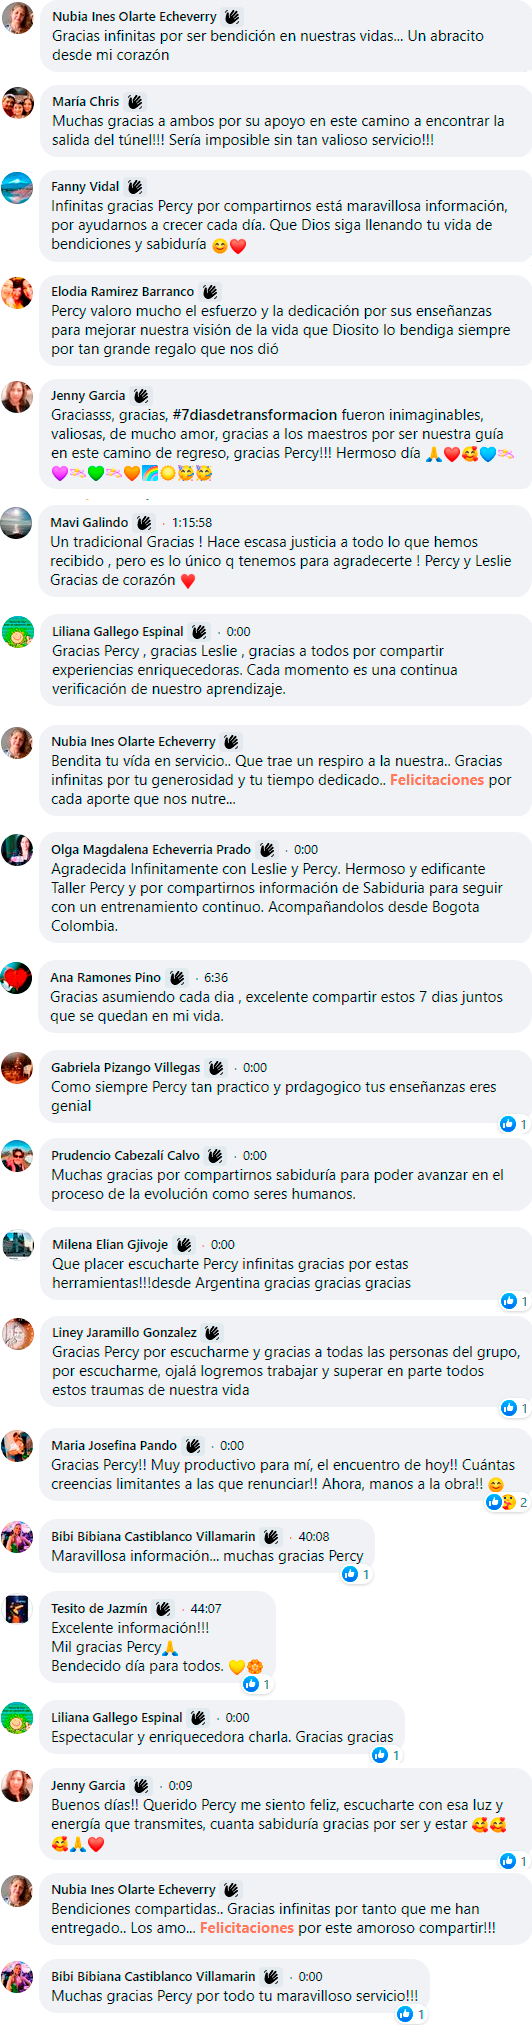 Nubia Ines Olarte Echeverry
Gracias infinitas por ser bendición en nuestras vidas... Un abracito
desde mi corazón
María Chris
Muchas gracias a ambos por su apoyo en este camino a encontrar la
salida del túnel!!! Sería imposible sin tan valioso servicio!!!
Fanny Vidal
Infinitas gracias Percy por compartirnos está maravillosa información,
por ayudarnos a crecer cada día. Que Dios siga llenando tu vida de
bendiciones y sabiduría 😊❤️
Elodia Ramirez Barranco
Percy valoro mucho el esfuerzo y la dedicación por sus enseñanzas
para mejorar nuestra visión de la vida que Diosito lo bendiga siempre
por tan grande regalo que nos dió
Jenny Garcia
Graciasss, gracias, #7diasdetransformacion fueron inimaginables,
valiosas, de mucho amor, gracias a los maestros por ser nuestra guía
en este camino de regreso, gracias Percy!!! Hermoso día 🙏❤️🥰💙
Mavi Galindo · 1:15:58
Un tradicional Gracias ! Hace escasa justicia a todo lo que hemos
recibido , pero es lo único q tenemos para agradecerte ! Percy y Leslie
Gracias de corazón ❤️
Liliana Gallego Espinal · 0:00
Gracias Percy , gracias Leslie , gracias a todos por compartir
experiencias enriquecedoras. Cada momento es una continua
verificación de nuestro aprendizaje.
Nubia Ines Olarte Echeverry
Bendita tu vída en servicio.. Que trae un respiro a la nuestra.. Gracias
infinitas por tu generosidad y tu tiempo dedicado.. Felicitaciones por
cada aporte que nos nutre...
Olga Magdalena Echeverria Prado · 0:00
Agradecida Infinitamente con Leslie y Percy. Hermoso y edificante
Taller Percy y por compartirnos información de Sabiduria para seguir
con un entrenamiento continuo. Acompañandolos desde Bogota
Colombia.
Ana Ramones Pino · 6:36
Gracias asumiendo cada dia , excelente compartir estos 7 dias juntos
que se quedan en mi vida.
Gabriela Pizango Villegas · 0:00
Como siempre Percy tan practico y prdagogico tus enseñanzas eres
genial
1
Prudencio Cabezalí Calvo · 0:00
Muchas gracias por compartirnos sabiduría para poder avanzar en el
proceso de la evolución como seres humanos.
Milena Elian Gjivoje · 0:00
Que placer escucharte Percy infinitas gracias por estas
herramientas!!!desde Argentina gracias gracias gracias
1
Liney Jaramillo Gonzalez
Gracias Percy por escucharme y gracias a todas las personas del grupo,
por escucharme, ojalá logremos trabajar y superar en parte todos
estos traumas de nuestra vida
1
Maria Josefina Pando · 0:00
Gracias Percy!! Muy productivo para mí, el encuentro de hoy!! Cuántas
creencias limitantes a las que renunciar!! Ahora, manos a la obra!! 😊
2
Bibi Bibiana Castiblanco Villamarin · 40:08
Maravillosa información... muchas gracias Percy
1
Tesito de Jazmín · 44:07
Excelente información!!!
Mil gracias Percy🙏
Bendecido día para todos. 💛🌼
1
Liliana Gallego Espinal · 0:00
Espectacular y enriquecedora charla. Gracias gracias
1
Jenny Garcia · 0:09
Buenos días!! Querido Percy me siento feliz, escucharte con esa luz y
energía que transmites, cuanta sabiduría gracias por ser y estar 🥰🥰
🥰🙏❤️
1
Nubia Ines Olarte Echeverry
Bendiciones compartidas.. Gracias infinitas por tanto que me han
entregado.. Los amo... Felicitaciones por este amoroso compartir!!!
Bibi Bibiana Castiblanco Villamarin · 0:00
Muchas gracias Percy por todo tu maravilloso servicio!!!
1